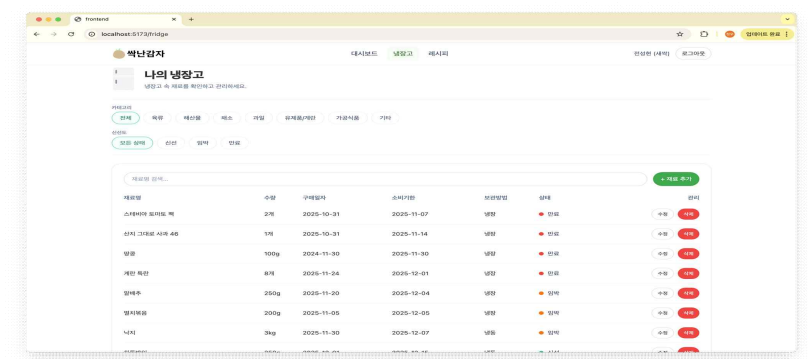 frontend
localhost:5173/fridge
업데이트 완료
싹난감자
대시보드 냉장고 레시피
전성현 (새싹) 로그아웃
나의 냉장고
냉장고 속 재료를 확인하고 관리하세요.
카테고리
전체 육류 해산물 채소 과일 유제품/계란 가공식품 기타
신선도
모든 상태 신선 임박 만료
재료명 검색...
+ 재료 추가
재료명 수량 구매일자 소비기한 보관방법 상태 관리
스테비아 토마토 팩 2개 2025-10-31 2025-11-07 냉장 만료 수정 삭제
산지 그대로 사과 46 1개 2025-10-31 2025-11-14 냉장 만료 수정 삭제
땅콩 100g 2024-11-30 2025-11-30 냉장 만료 수정 삭제
계란 특란 8개 2025-11-24 2025-12-01 냉장 만료 수정 삭제
알배추 250g 2025-11-20 2025-12-04 냉장 임박 수정 삭제
멸치볶음 200g 2025-11-05 2025-12-05 냉장 임박 수정 삭제
낙지 3kg 2025-11-30 2025-12-07 냉동 임박 수정 삭제